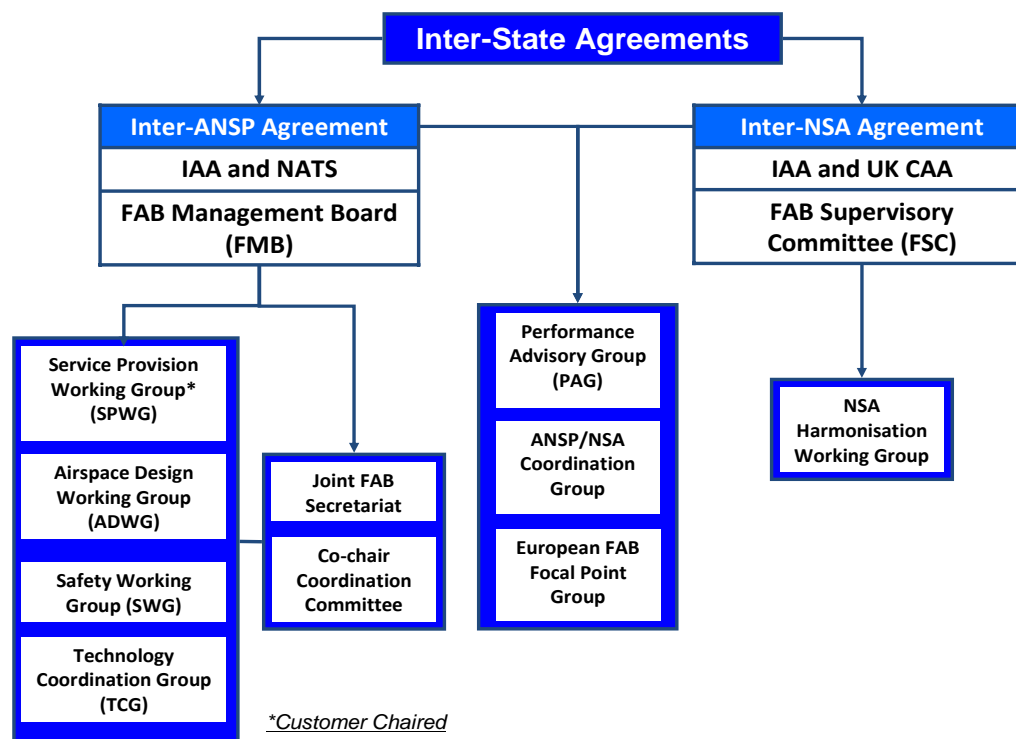 Inter-State Agreements
Inter-ANSP Agreement
IAA and NATS
FAB Management Board
(FMB)
Inter-NSA Agreement
IAA and UK CAA
FAB Supervisory
Committee (FSC)
Service Provision
Working Group*
(SPWG)
Airspace Design
Working Group
(ADWG)
Safety Working
Group (SWG)
Technology
Coordination Group
(TCG)
Joint FAB
Secretariat
Co-chair
Coordination
Committee
Performance
Advisory Group
(PAG)
ANSP/NSA
Coordination
Group
European FAB
Focal Point
Group
NSA
Harmonisation
Working Group
*Customer Chaired